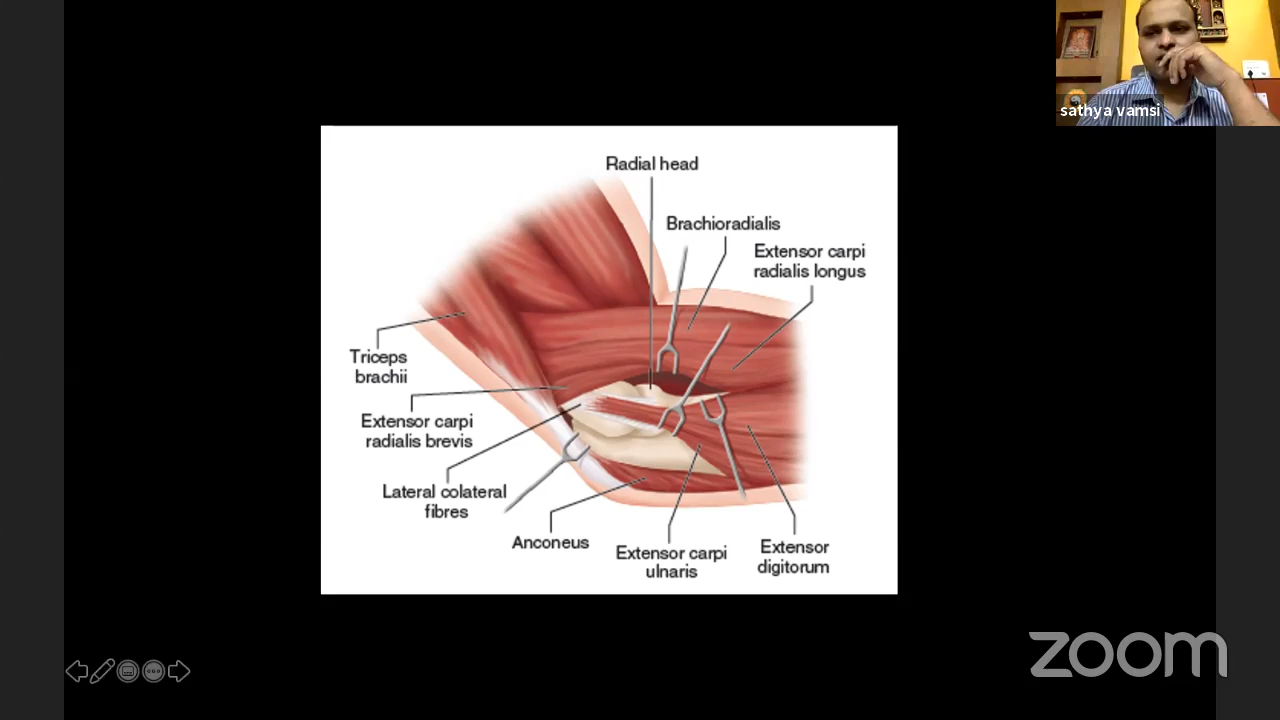 sathya vamsi
Radial head
Brachioradialis
Extensor carpi
radialis longus
Triceps
brachii
Extensor carpi
radialis brevis
Lateral colateral
fibres
Anconeus
Extensor carpi
ulnaris
Extensor
digitorum
zoom